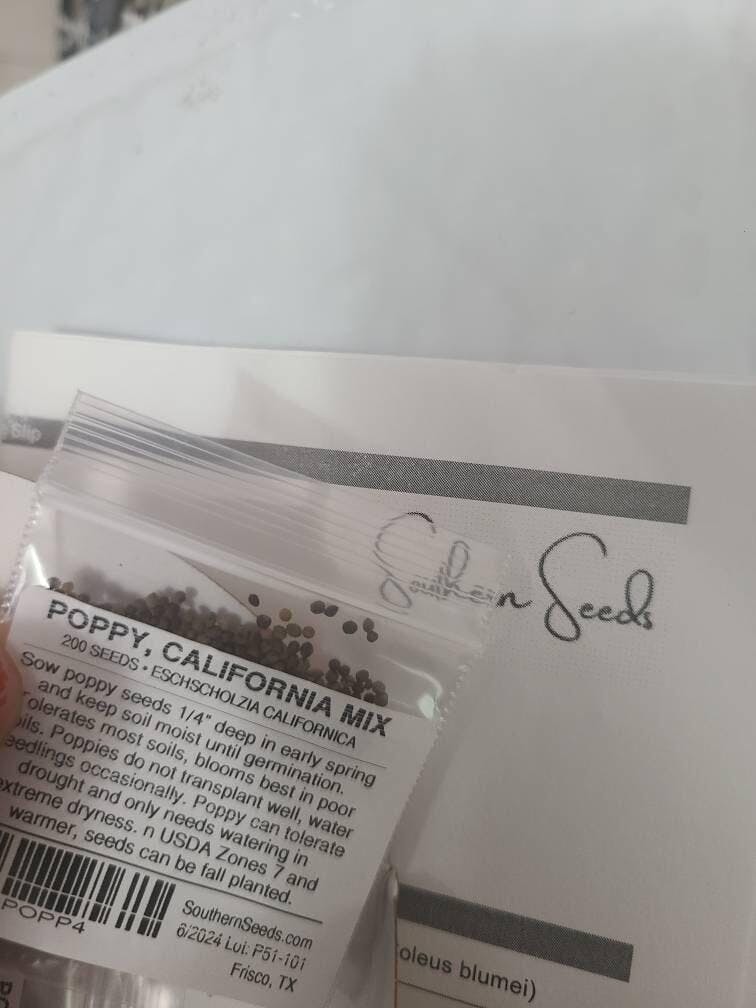 Slip
Southern Seeds
POPPY, CALIFORNIA MIX
200 SEEDS • ESCHSCHOLZIA CALIFORNICA
Sow poppy seeds 1/4" deep in early spring
and keep soil moist until germination.
olerates most soils, blooms best in poor
oils. Poppies do not transplant well, water
eedlings occasionally. Poppy can tolerate
drought and only needs watering in
extreme dryness. n USDA Zones 7 and
warmer, seeds can be fall planted.
POPP4
SouthernSeeds.com
6/2024 Lot: P51-101
Frisco, TX
oleus blumei)